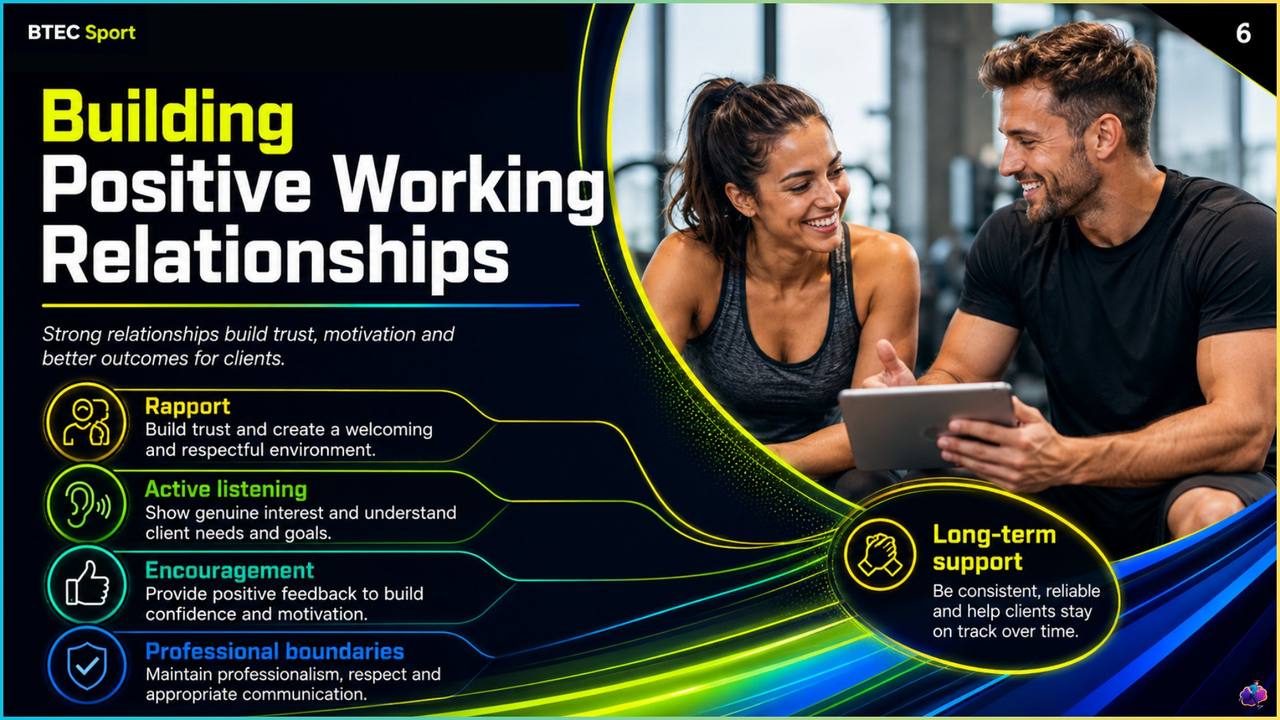 BTEC Sport
6
Building
Positive Working
Relationships
Strong relationships build trust, motivation and
better outcomes for clients.
Rapport
Build trust and create a welcoming
and respectful environment.
Active listening
Show genuine interest and understand
client needs and goals.
Encouragement
Provide positive feedback to build
confidence and motivation.
Professional boundaries
Maintain professionalism, respect and
appropriate communication.
Long-term
support
Be consistent, reliable
and help clients stay
on track over time.